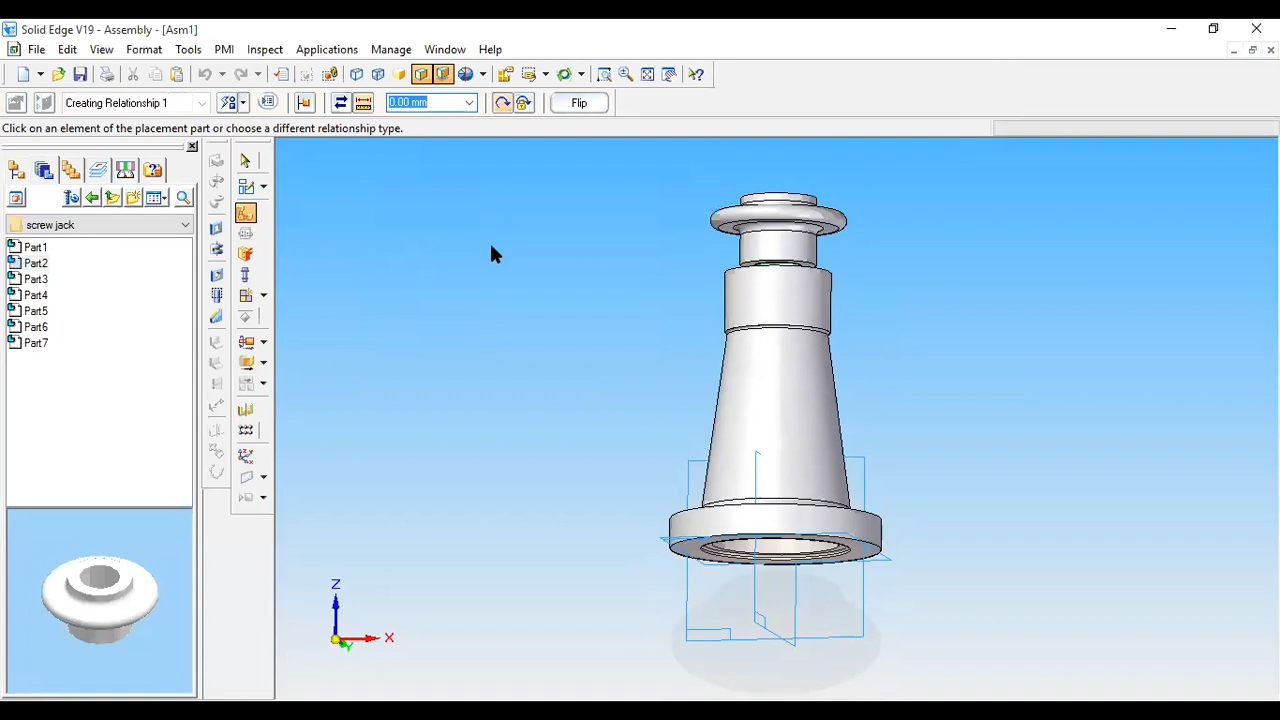 Solid Edge V19 - Assembly - [Asm1]
File Edit View Format Tools PMI Inspect Applications Manage Window Help
Creating Relationship 1 0.00 mm Flip
Click on an element of the placement part or choose a different relationship type.
screw jack
Part1
Part2
Part3
Part4
Part5
Part6
Part7
Z
X
Y